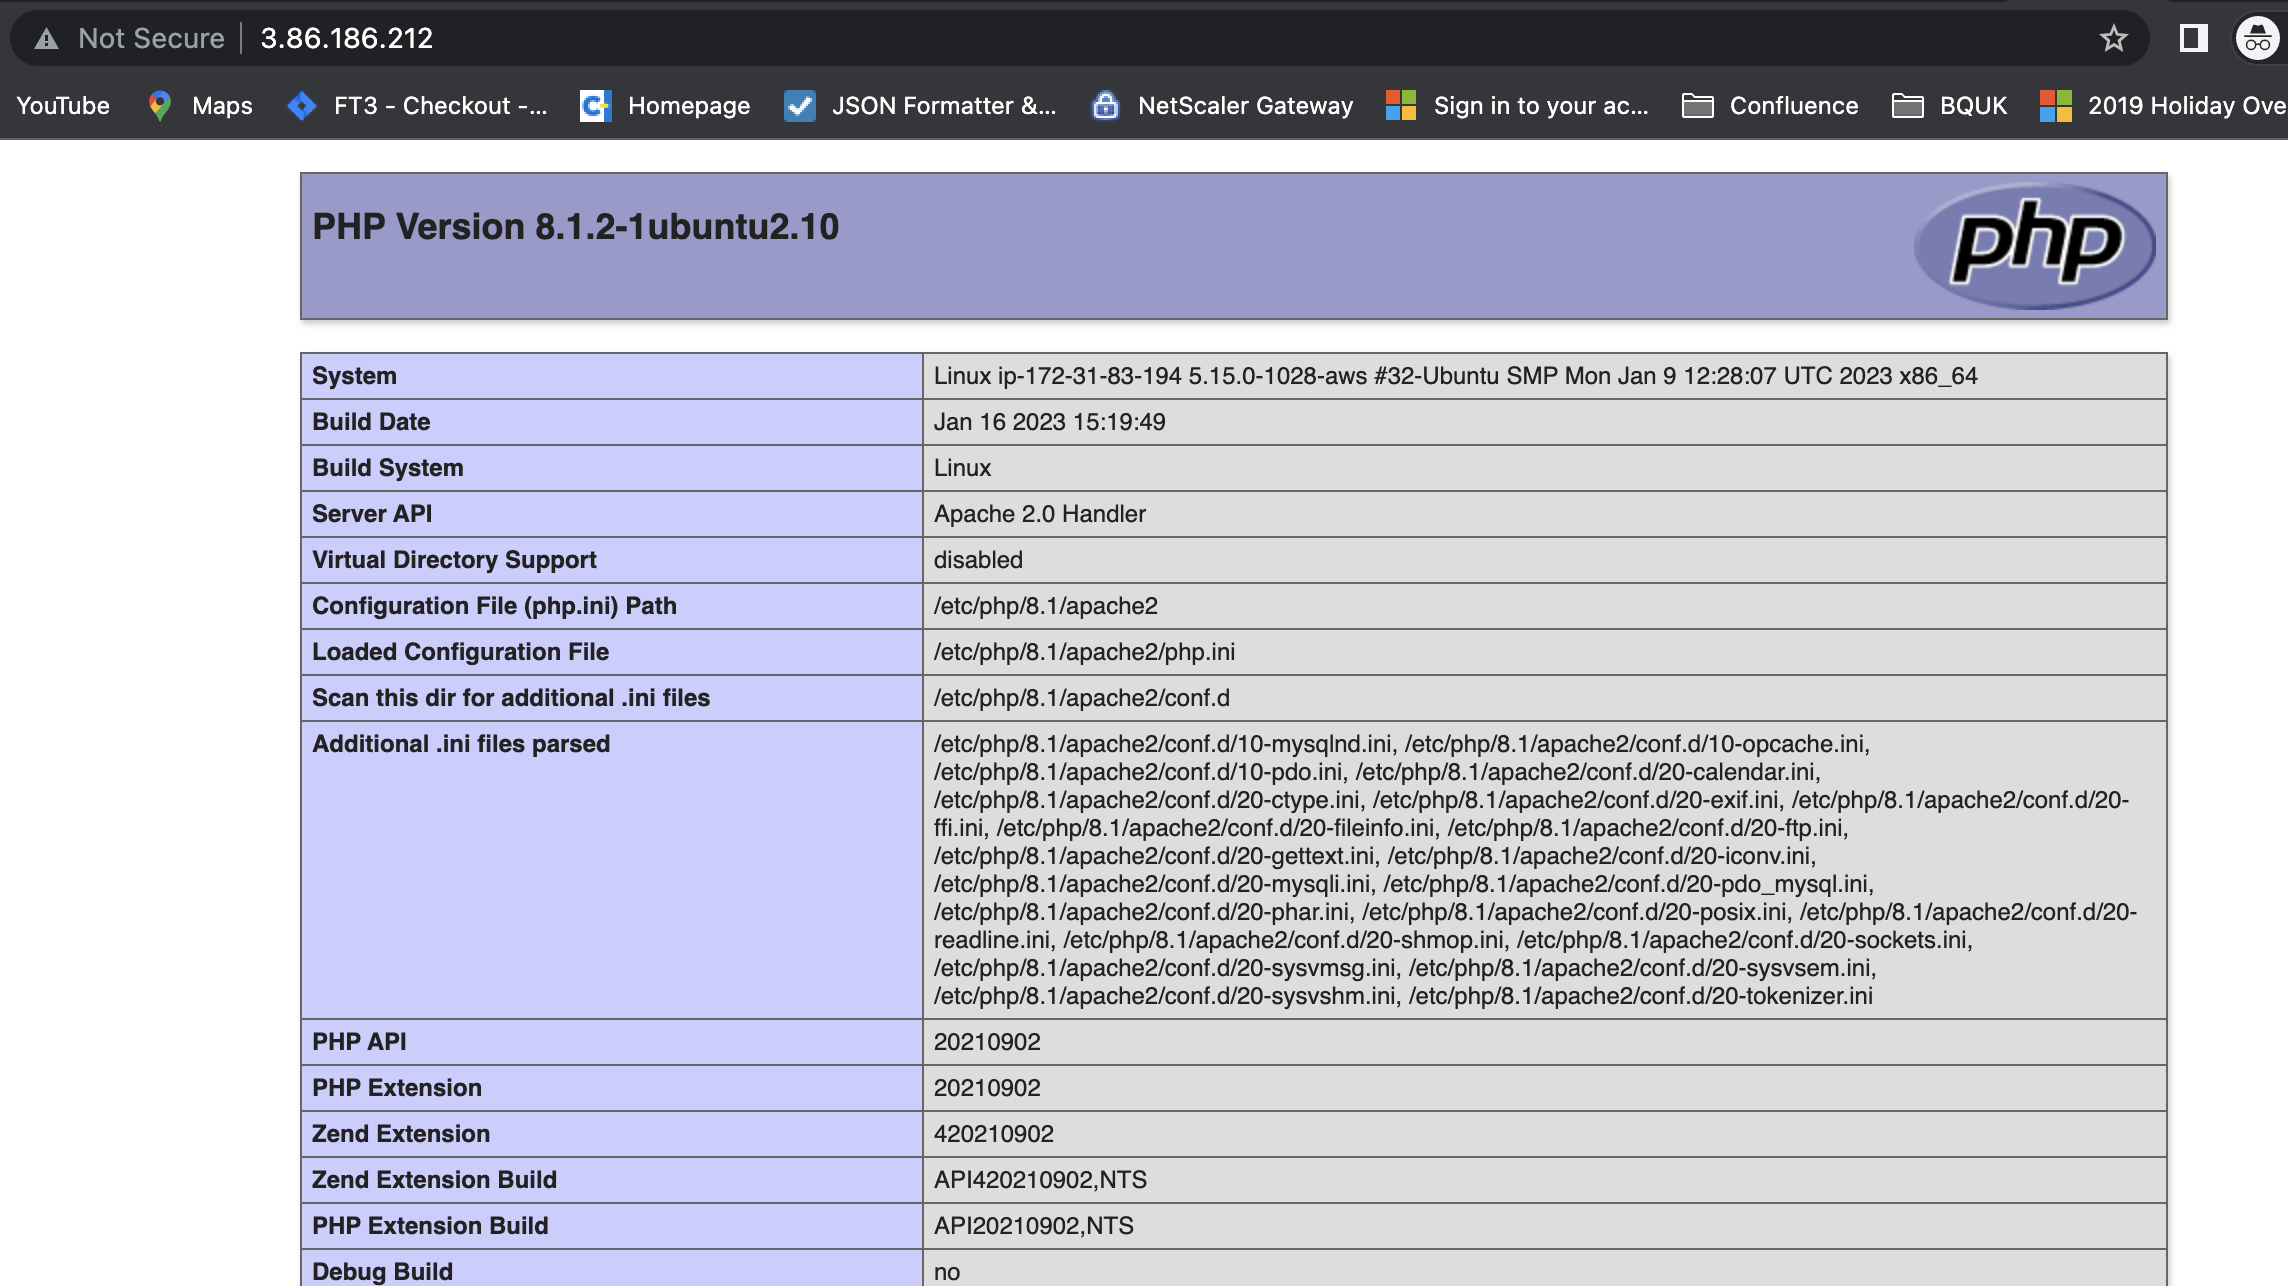 Not Secure 3.86.186.212
YouTube Maps FT3 - Checkout -... Homepage JSON Formatter &... NetScaler Gateway Sign in to your ac... Confluence BQUK 2019 Holiday Ove
PHP Version 8.1.2-1ubuntu2.10
php
System Linux ip-172-31-83-194 5.15.0-1028-aws #32-Ubuntu SMP Mon Jan 9 12:28:07 UTC 2023 x86_64
Build Date Jan 16 2023 15:19:49
Build System Linux
Server API Apache 2.0 Handler
Virtual Directory Support disabled
Configuration File (php.ini) Path /etc/php/8.1/apache2
Loaded Configuration File /etc/php/8.1/apache2/php.ini
Scan this dir for additional .ini files /etc/php/8.1/apache2/conf.d
Additional .ini files parsed /etc/php/8.1/apache2/conf.d/10-mysqlnd.ini, /etc/php/8.1/apache2/conf.d/10-opcache.ini,
/etc/php/8.1/apache2/conf.d/10-pdo.ini, /etc/php/8.1/apache2/conf.d/20-calendar.ini,
/etc/php/8.1/apache2/conf.d/20-ctype.ini, /etc/php/8.1/apache2/conf.d/20-exif.ini, /etc/php/8.1/apache2/conf.d/20-
ffi.ini, /etc/php/8.1/apache2/conf.d/20-fileinfo.ini, /etc/php/8.1/apache2/conf.d/20-ftp.ini,
/etc/php/8.1/apache2/conf.d/20-gettext.ini, /etc/php/8.1/apache2/conf.d/20-iconv.ini,
/etc/php/8.1/apache2/conf.d/20-mysqli.ini, /etc/php/8.1/apache2/conf.d/20-pdo_mysql.ini,
/etc/php/8.1/apache2/conf.d/20-phar.ini, /etc/php/8.1/apache2/conf.d/20-posix.ini, /etc/php/8.1/apache2/conf.d/20-
readline.ini, /etc/php/8.1/apache2/conf.d/20-shmop.ini, /etc/php/8.1/apache2/conf.d/20-sockets.ini,
/etc/php/8.1/apache2/conf.d/20-sysvmsg.ini, /etc/php/8.1/apache2/conf.d/20-sysvsem.ini,
/etc/php/8.1/apache2/conf.d/20-sysvshm.ini, /etc/php/8.1/apache2/conf.d/20-tokenizer.ini
PHP API 20210902
PHP Extension 20210902
Zend Extension 420210902
Zend Extension Build API420210902,NTS
PHP Extension Build API20210902,NTS
Debug Build no